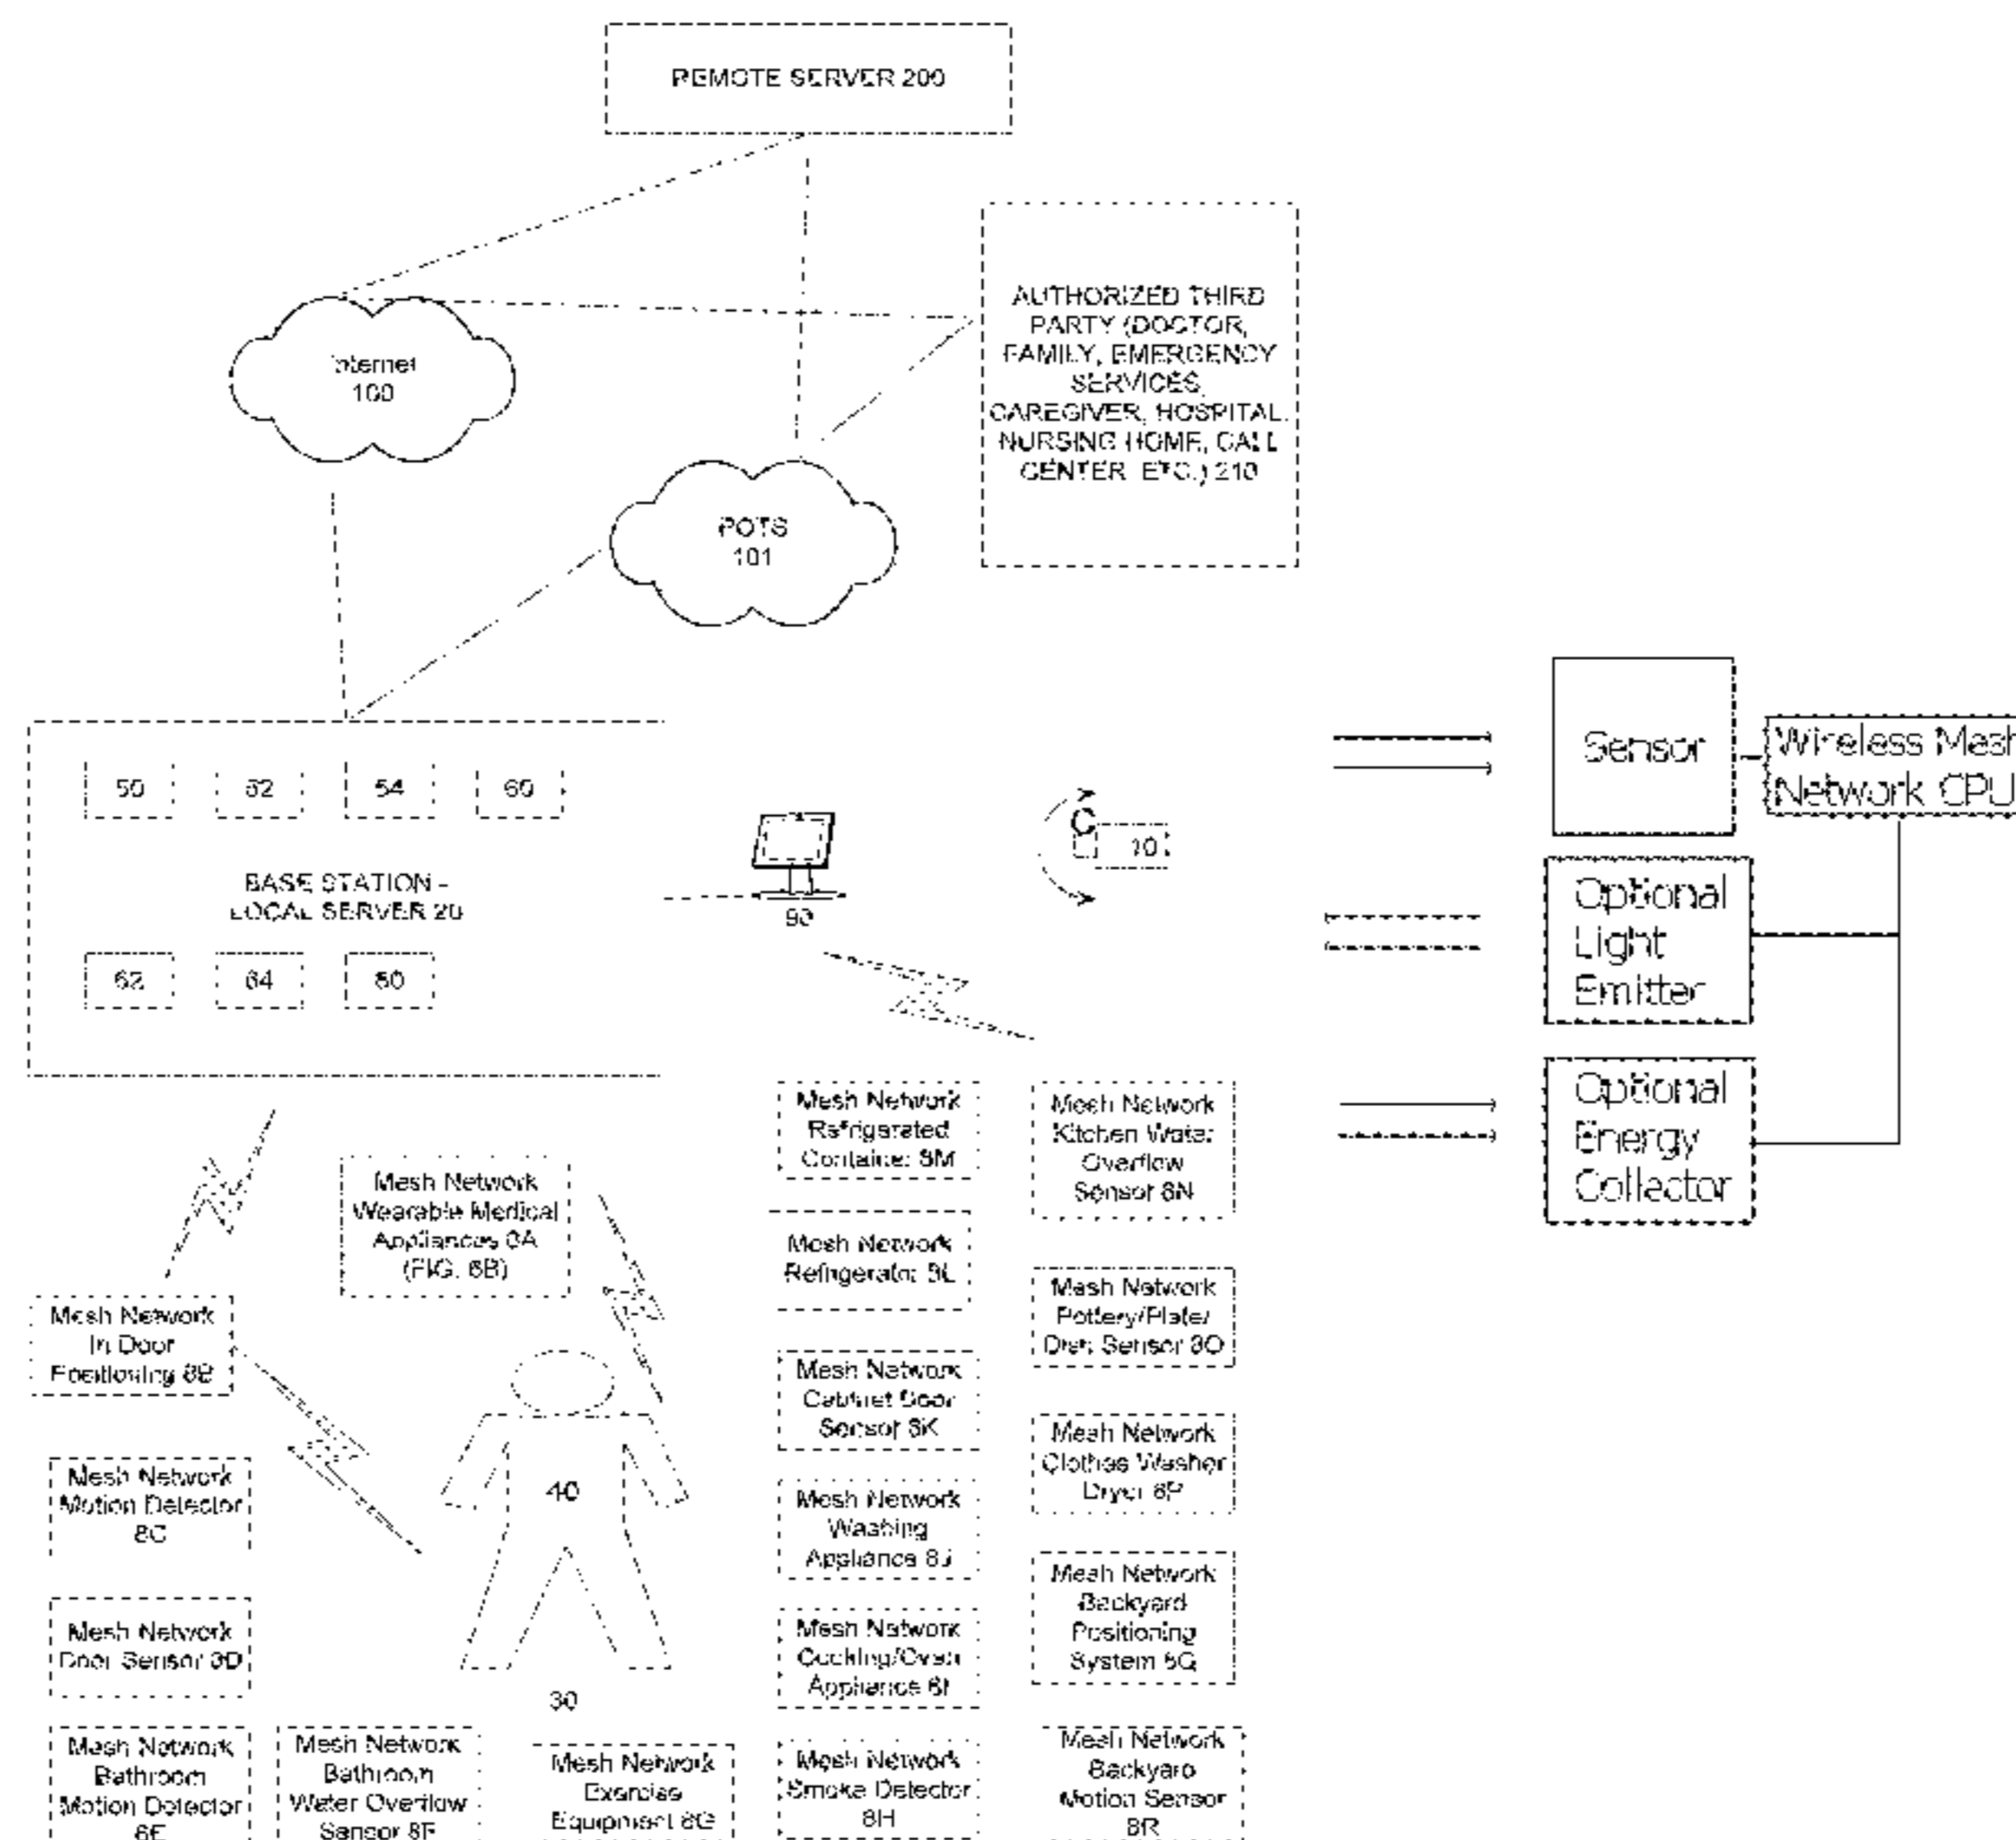 REMOTE SERVER 200
AUTHORIZED THIRD
PARTY (DOCTOR,
FAMILY, EMERGENCY
SERVICES,
CAREGIVER, HOSPITAL,
NURSING HOME, CALL
CENTER, ETC.) 210
Internet
100
POTS
101
50
54
60
BASE STATION -
LOCAL SERVER 20
62
64
80
90
10
Sensor
Wireless Mesh
Network CPU
Optional
Light
Emitter
Optional
Energy
Collector
Mesh Network
Wearable Medical
Appliances 8A
(FIG. 6B)
Mesh Network
In Door
Positioning 8B
Mesh Network
Motion Detector
8C
Mesh Network
Door Sensor 8D
Mesh Network
Bathroom
Motion Detector
8E
Mesh Network
Bathroom
Water Overflow
Sensor 8F
40
30
Mesh Network
Exercise
Equipment 8G
Mesh Network
Refrigerated
Container 8M
Mesh Network
Refrigerator 8L
Mesh Network
Cabinet Door
Sensor 8K
Mesh Network
Washing
Appliance 8J
Mesh Network
Cooking/Oven
Appliance 8I
Mesh Network
Smoke Detector
8H
Mesh Network
Kitchen Water
Overflow
Sensor 8N
Mesh Network
Pottery/Plate/
Dish Sensor 8O
Mesh Network
Clothes Washer
Dryer 8P
Mesh Network
Backyard
Positioning
System 8Q
Mesh Network
Backyard
Motion Sensor
8R